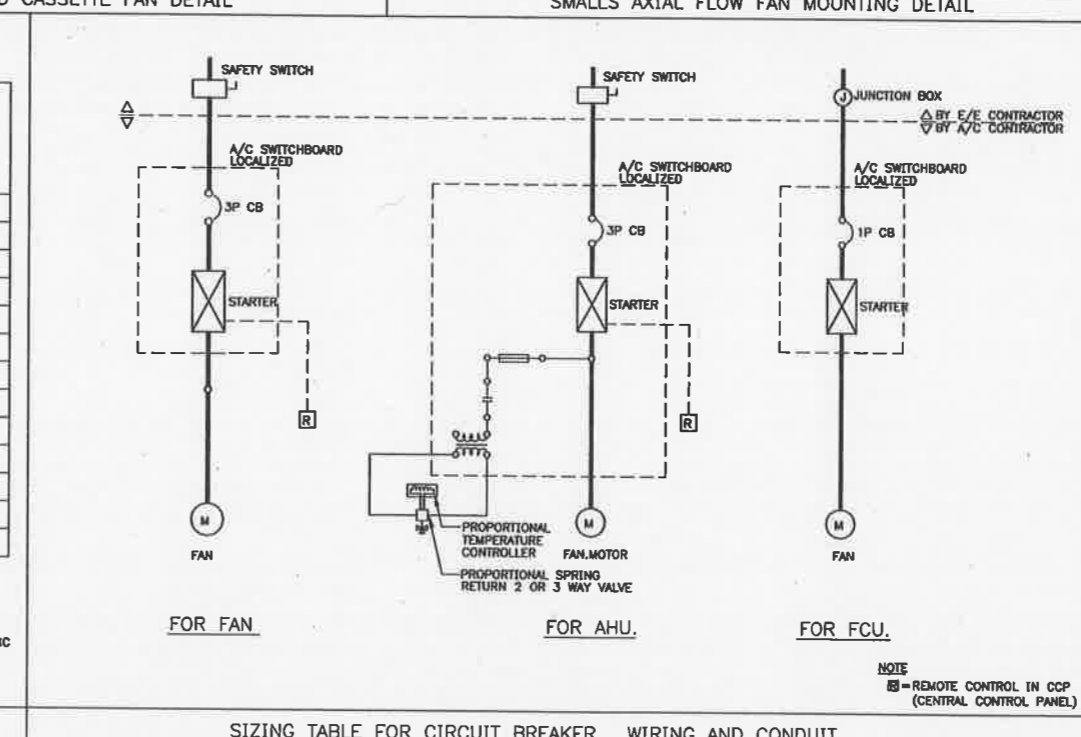 CASSETTE FAN DETAIL
SMALLS AXIAL FLOW FAN MOUNTING DETAIL
SAFETY SWITCH
SAFETY SWITCH
J JUNCTION BOX
△ BY E/E CONTRACTOR
▽ BY A/C CONTRACTOR
A/C SWITCHBOARD
LOCALIZED
A/C SWITCHBOARD
LOCALIZED
A/C SWITCHBOARD
LOCALIZED
3P CB
3P CB
1P CB
STARTER
STARTER
STARTER
R
R
M
M
M
FAN
FAN.MOTOR
FAN
PROPORTIONAL
TEMPERATURE
CONTROLLER
PROPORTIONAL SPRING
RETURN 2 OR 3 WAY VALVE
FOR FAN
FOR AHU.
FOR FCU.
NOTE
R = REMOTE CONTROL IN CCP
(CENTRAL CONTROL PANEL)
SIZING TABLE FOR CIRCUIT BREAKER WIRING AND CONDUIT